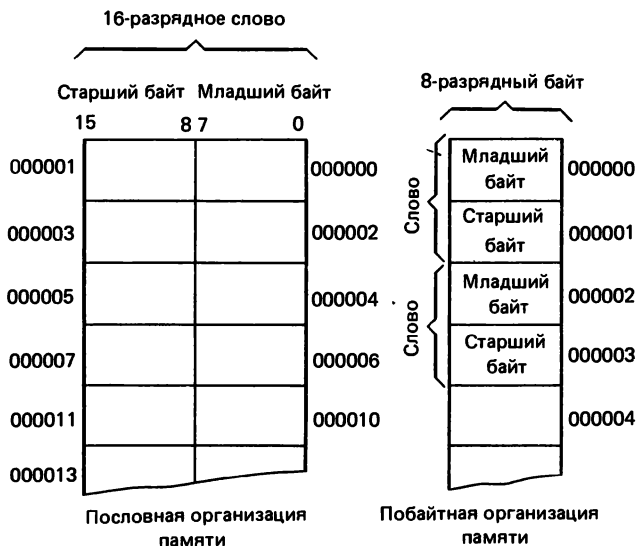 16-разрядное слово
Старший байт Младший байт
15 8 7 0
000001 000000
000003 000002
000005 000004
000007 000006
000011 000010
000013
Пословная организация
памяти
8-разрядный байт
Слово
Младший
байт
000000
Старший
байт
000001
Слово
Младший
байт
000002
Старший
байт
000003
000004
Побайтная организация
памяти